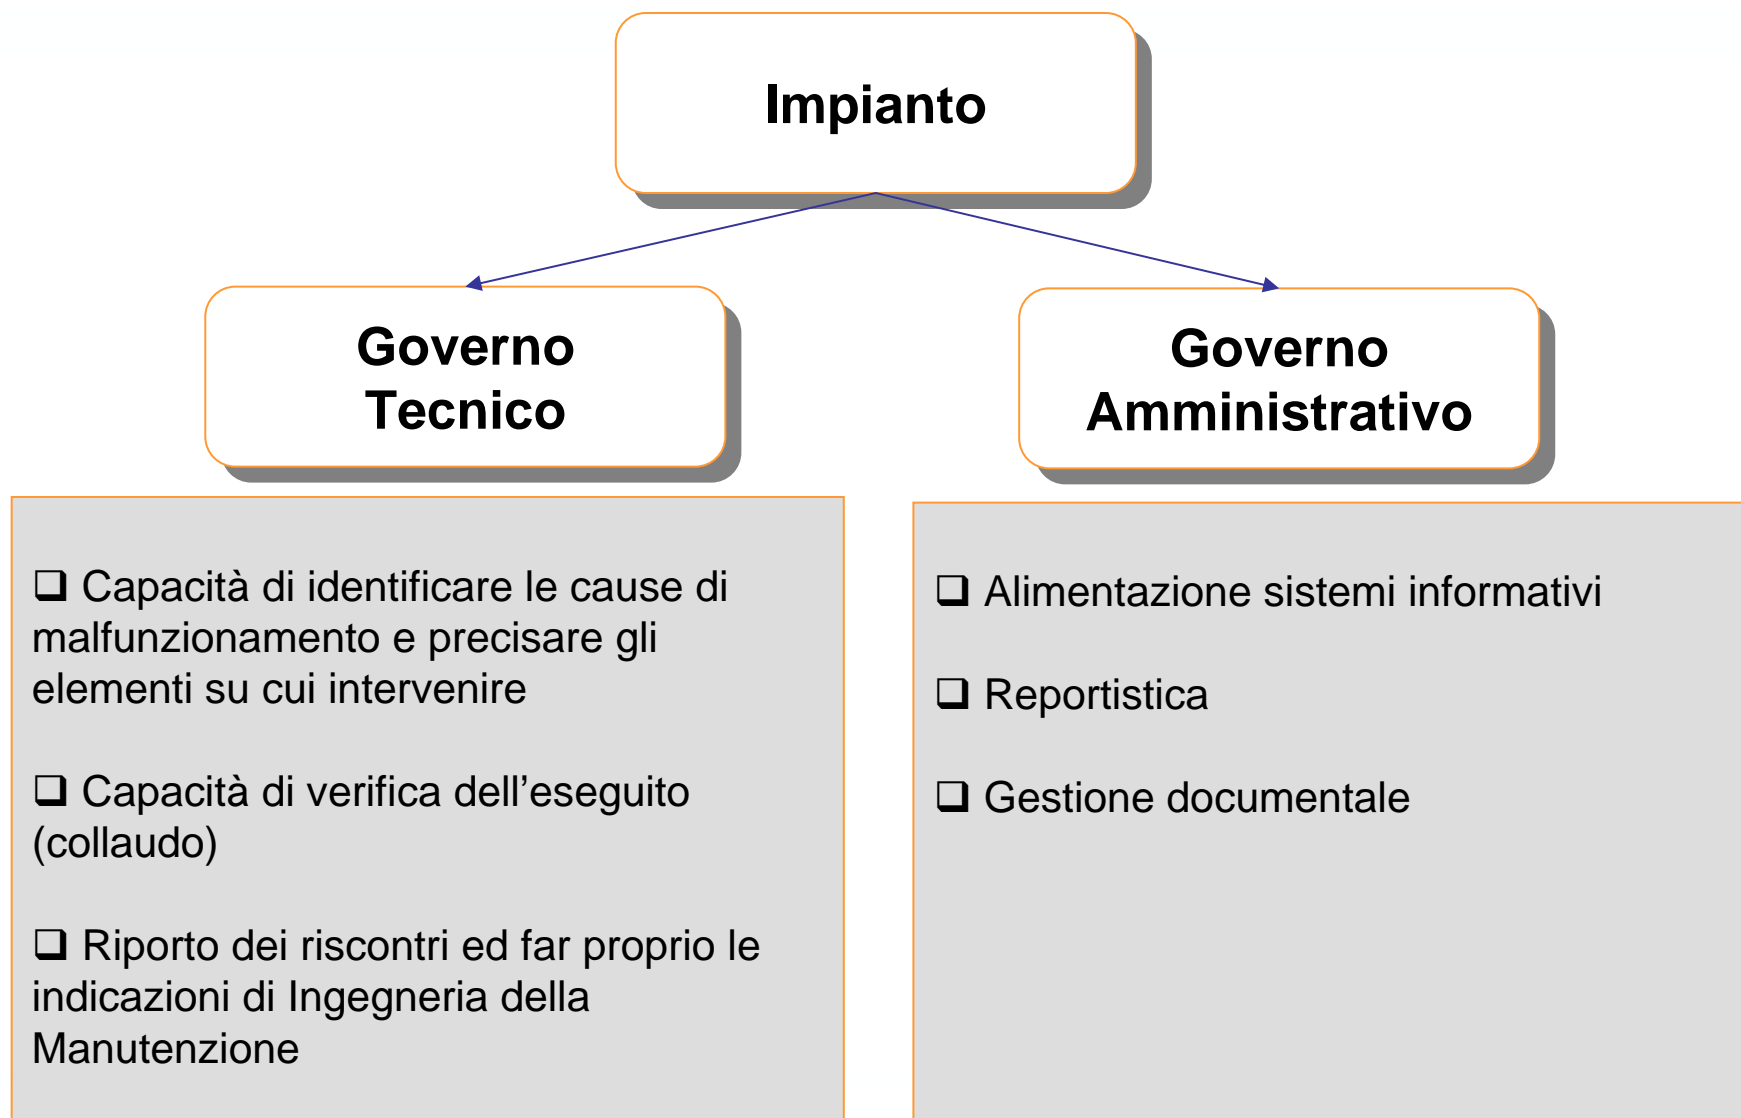 Impianto
Governo
Tecnico
Governo
Amministrativo
❑ Capacità di identificare le cause di
malfunzionamento e precisare gli
elementi su cui intervenire
❑ Capacità di verifica dell’eseguito
(collaudo)
❑ Riporto dei riscontri ed far proprio le
indicazioni di Ingegneria della
Manutenzione
❑ Alimentazione sistemi informativi
❑ Reportistica
❑ Gestione documentale